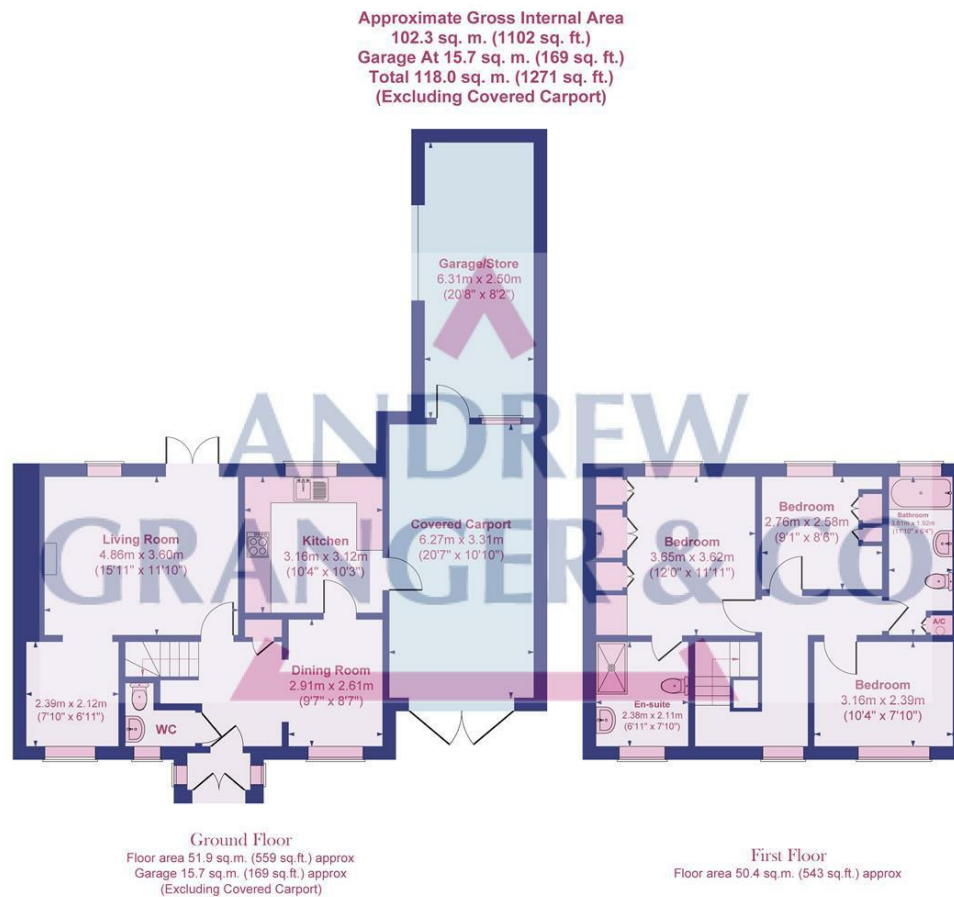 Approximate Gross Internal Area
102.3 sq. m. (1102 sq. ft.)
Garage At 15.7 sq. m. (169 sq. ft.)
Total 118.0 sq. m. (1271 sq. ft.)
(Excluding Covered Carport)
Garage/Store
6.31m x 2.50m
(20'8" x 8'2")
ANDREW
GRANGER & CO
Living Room
4.86m x 3.60m
(15'11" x 11'10")
Kitchen
3.16m x 3.12m
(10'4" x 10'3")
Covered Carport
6.27m x 3.31m
(20'7" x 10'10")
Dining Room
2.91m x 2.61m
(9'7" x 8'7")
2.39m x 2.12m
(7'10" x 6'11")
WC
Bedroom
3.65m x 3.62m
(12'0" x 11'11")
Bedroom
2.76m x 2.58m
(9'1" x 8'6")
Bathroom
3.61m x 1.92m
(11'10" x 6'4")
A/C
En-suite
2.38m x 2.11m
(6'11" x 7'10")
Bedroom
3.16m x 2.39m
(10'4" x 7'10")
Ground Floor
Floor area 51.9 sq.m. (559 sq.ft.) approx
Garage 15.7 sq.m. (169 sq.ft.) approx
(Excluding Covered Carport)
First Floor
Floor area 50.4 sq.m. (543 sq.ft.) approx